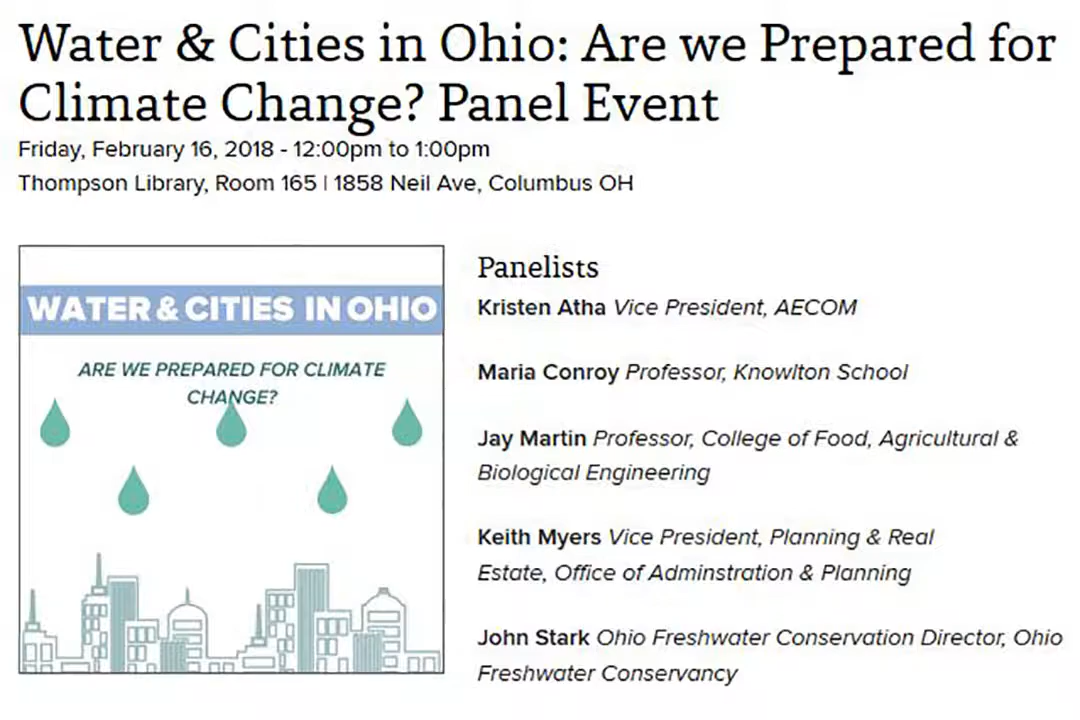 Water & Cities in Ohio: Are we Prepared for
Climate Change? Panel Event
Friday, February 16, 2018 - 12:00pm to 1:00pm
Thompson Library, Room 165 | 1858 Neil Ave, Columbus OH
WATER & CITIES IN OHIO
ARE WE PREPARED FOR CLIMATE
CHANGE?
Panelists
Kristen Atha Vice President, AECOM
Maria Conroy Professor, Knowlton School
Jay Martin Professor, College of Food, Agricultural &
Biological Engineering
Keith Myers Vice President, Planning & Real
Estate, Office of Adminstration & Planning
John Stark Ohio Freshwater Conservation Director, Ohio
Freshwater Conservancy